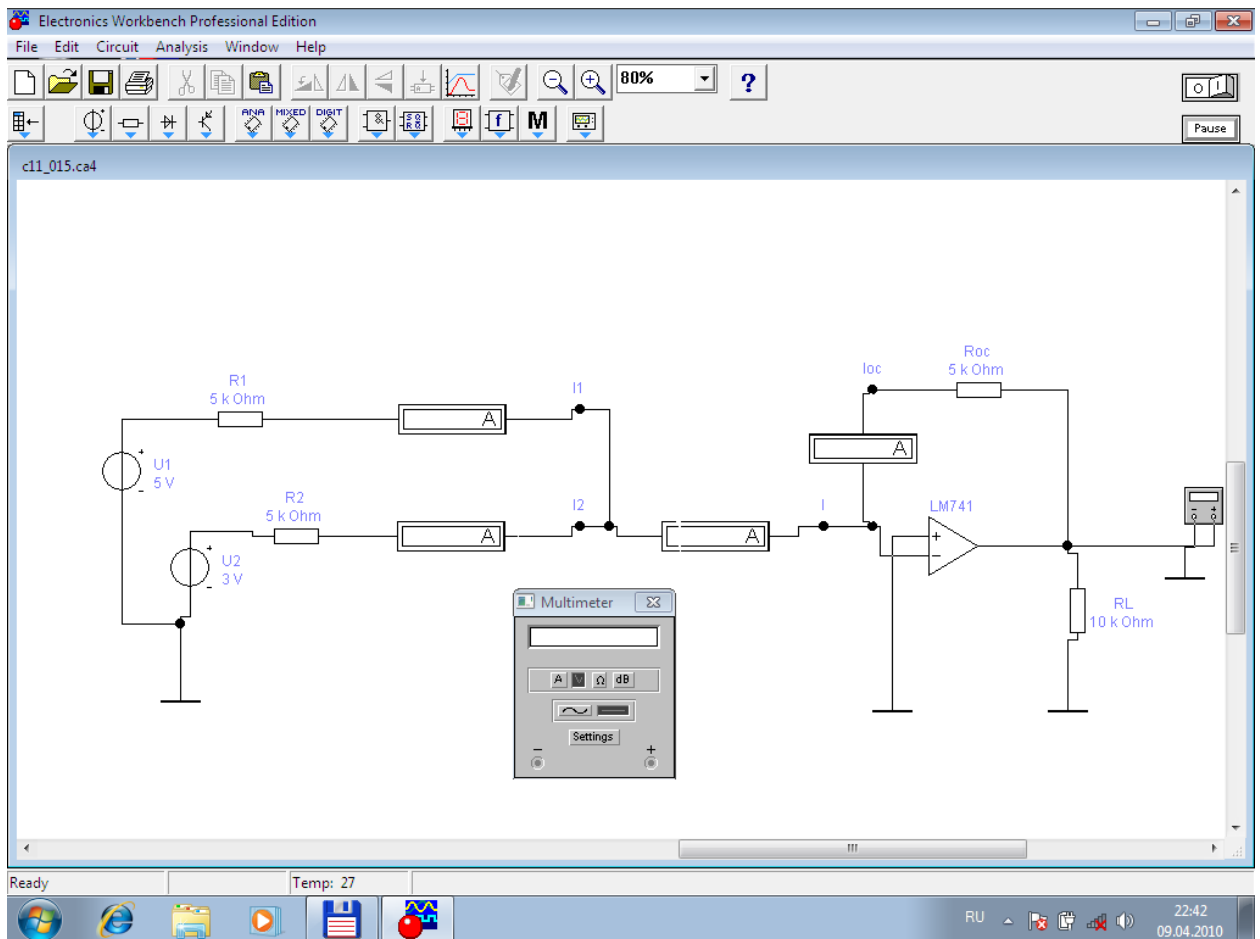 Electronics Workbench Professional Edition
File Edit Circuit Analysis Window Help
80%
?
ANA MIXED DIGIT
&
f
M
Pause
c11_015.ca4
R1
5 k Ohm
A
I1
U1
5 V
R2
5 k Ohm
A
I2
U2
3 V
A
I
Ioc
A
Roc
5 k Ohm
LM741
RL
10 k Ohm
Multimeter
A V Ω dB
Settings
Ready
Temp: 27
RU
22:42
09.04.2010